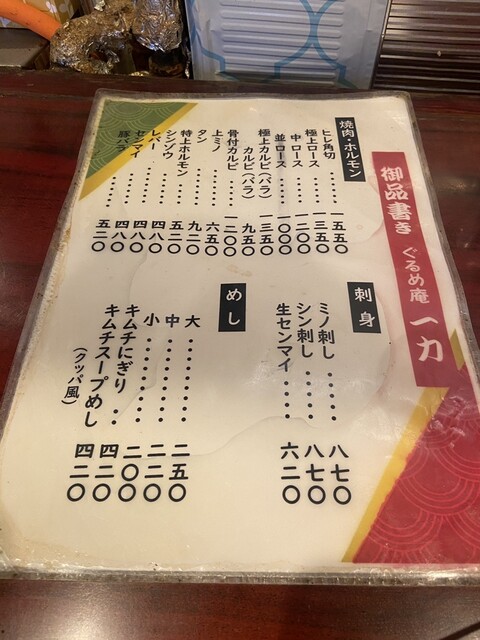 御品書き ぐるめ庵 一力
焼肉・ホルモン
ヒレ角切‥‥‥一五五〇
極上ロース‥‥一三五〇
中ロース‥‥‥一二〇〇
並ロース‥‥‥一〇〇〇
極上カルビ(バラ)一三五〇
カルビ(バラ)‥九五〇
骨付カルビ‥‥一二〇〇
上ミノ‥‥‥六五〇
タン‥‥‥‥九二〇
特上ホルモン‥五二〇
シンゾウ‥‥‥四八〇
レバー‥‥‥四八〇
センマイ‥‥‥四八〇
豚バラ‥‥‥五二〇
刺身
ミノ刺し‥‥‥八七〇
シン刺し‥‥‥八七〇
生センマイ‥‥六二〇
めし
大‥‥‥‥‥二五〇
中‥‥‥‥‥二二〇
小‥‥‥‥‥二〇〇
キムチにぎり‥四二〇
キムチスープめし 四二〇
(クッパ風)